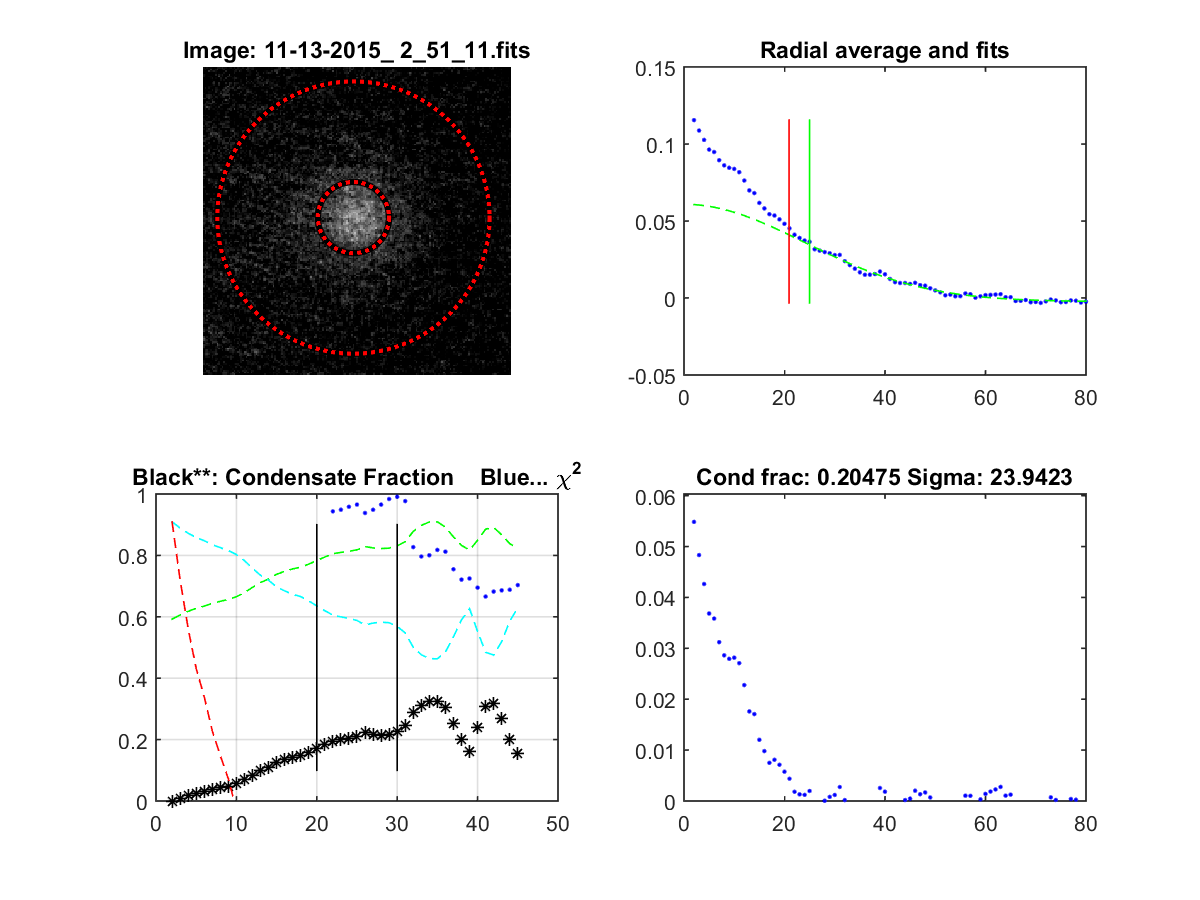 Image: 11-13-2015_ 2_51_11.fits
Radial average and fits
0.15
0.1
0.05
0
-0.05
0 20 40 60 80
Black**: Condensate Fraction Blue... χ²
1
0.8
0.6
0.4
0.2
0
0 10 20 30 40 50
Cond frac: 0.20475 Sigma: 23.9423
0.06
0.05
0.04
0.03
0.02
0.01
0
0 20 40 60 80